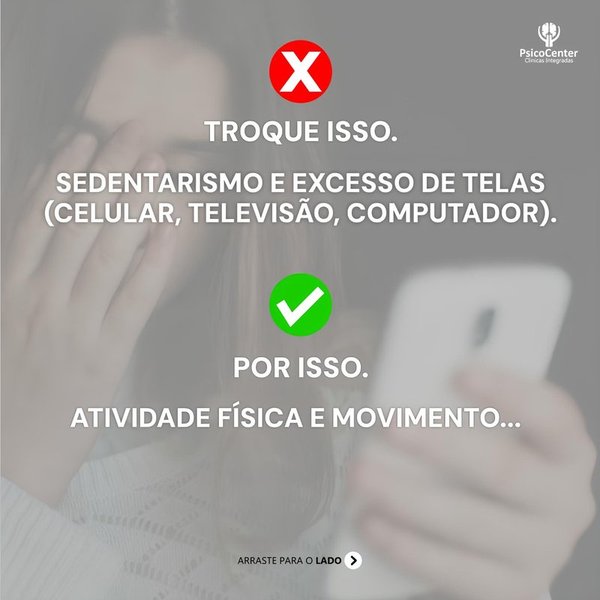 PsicoCenter
Clínicas Integradas
X
TROQUE ISSO.
SEDENTARISMO E EXCESSO DE TELAS
(CELULAR, TELEVISÃO, COMPUTADOR).
POR ISSO.
ATIVIDADE FÍSICA E MOVIMENTO...
ARRASTE PARA O LADO